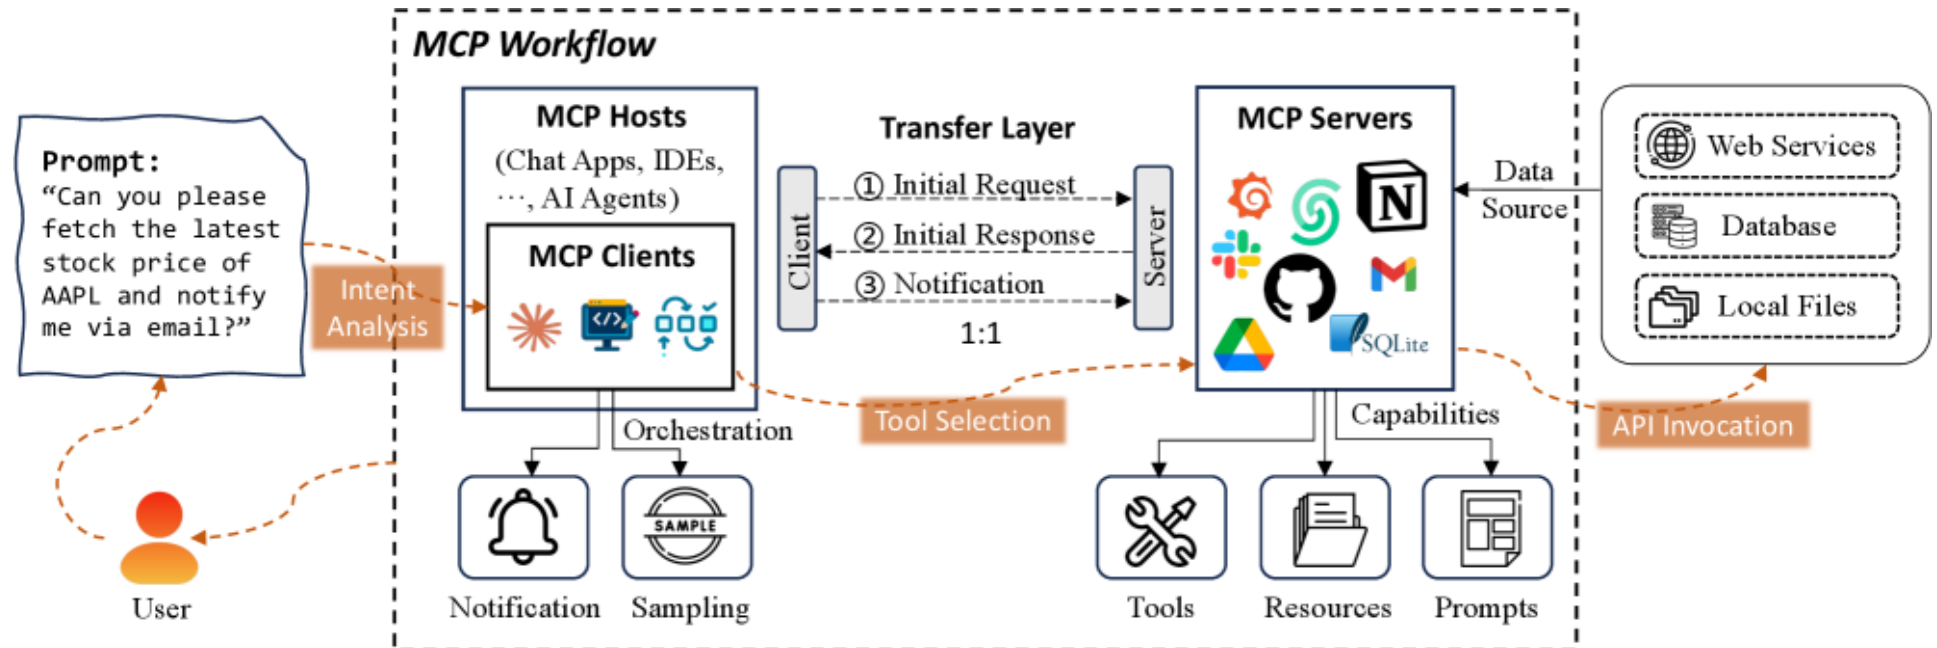 MCP Workflow
Prompt:
“Can you please
fetch the latest
stock price of
AAPL and notify
me via email?”
User
Intent
Analysis
MCP Hosts
(Chat Apps, IDEs,
···, AI Agents)
MCP Clients
</>
Orchestration
Notification
SAMPLE
Sampling
Transfer Layer
Client
① Initial Request
② Initial Response
③ Notification
1:1
Server
Tool Selection
MCP Servers
N
SQLite
Capabilities
Tools
Resources
Prompts
Data
Source
API Invocation
Web Services
Database
Local Files